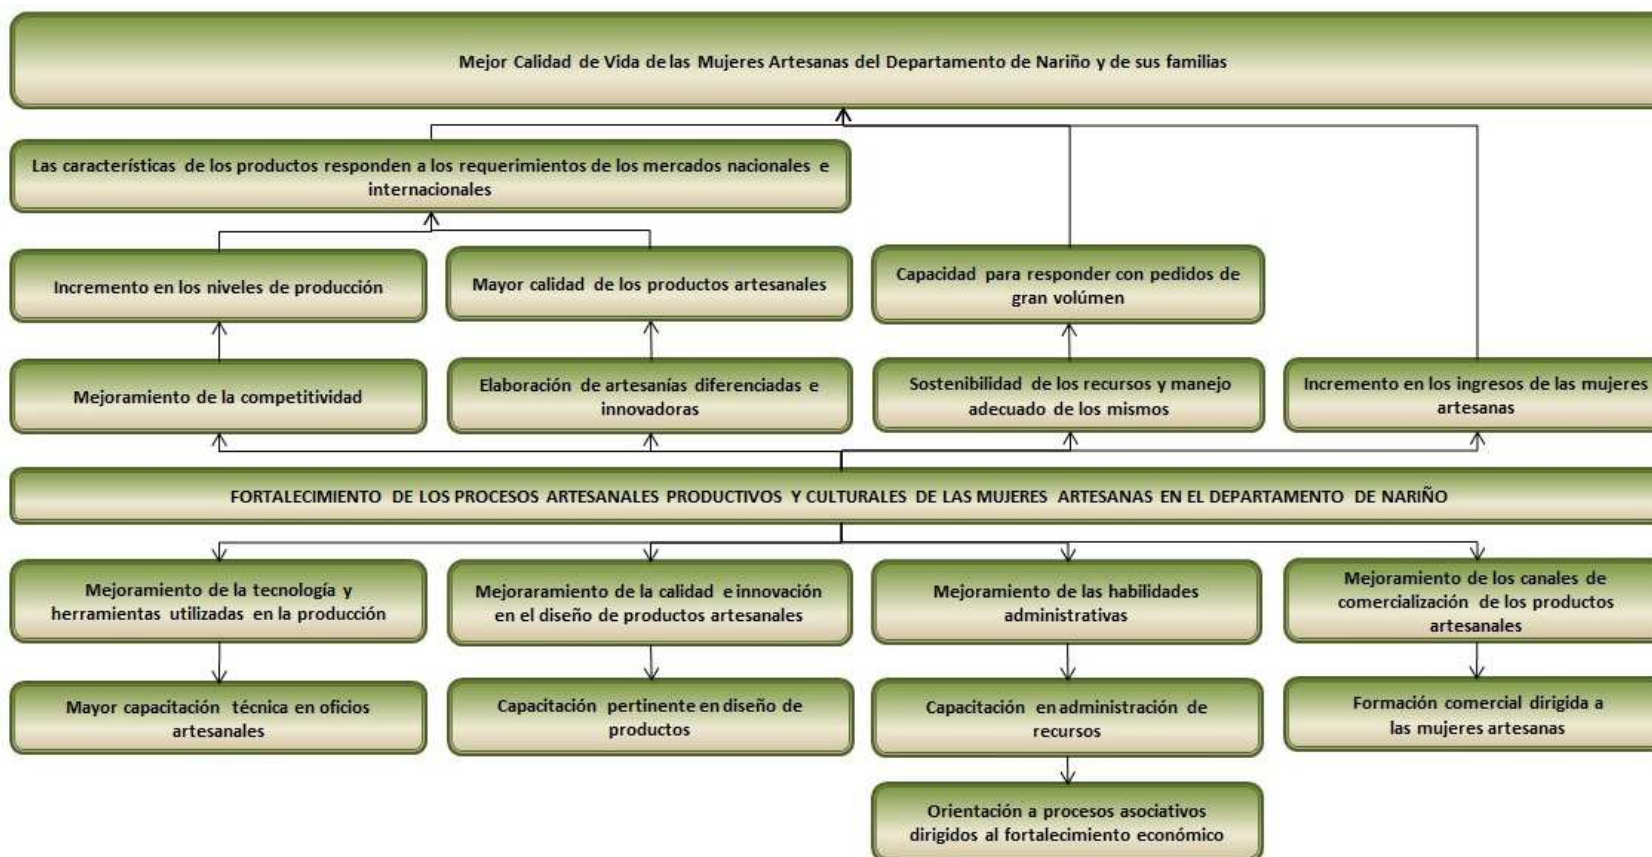 Mejor Calidad de Vida de las Mujeres Artesanas del Departamento de Nariño y de sus familias
Las características de los productos responden a los requerimientos de los mercados nacionales e
internacionales
Incremento en los niveles de producción
Mayor calidad de los productos artesanales
Capacidad para responder con pedidos de
gran volúmen
Mejoramiento de la competitividad
Elaboración de artesanías diferenciadas e
innovadoras
Sostenibilidad de los recursos y manejo
adecuado de los mismos
Incremento en los ingresos de las mujeres
artesanas
FORTALECIMIENTO DE LOS PROCESOS ARTESANALES PRODUCTIVOS Y CULTURALES DE LAS MUJERES ARTESANAS EN EL DEPARTAMENTO DE NARIÑO
Mejoramiento de la tecnología y
herramientas utilizadas en la producción
Mejoraramiento de la calidad e innovación
en el diseño de productos artesanales
Mejoramiento de las habilidades
administrativas
Mejoramiento de los canales de
comercialización de los productos
artesanales
Mayor capacitación técnica en oficios
artesanales
Capacitación pertinente en diseño de
productos
Capacitación en administración de
recursos
Formación comercial dirigida a
las mujeres artesanas
Orientación a procesos asociativos
dirigidos al fortalecimiento económico